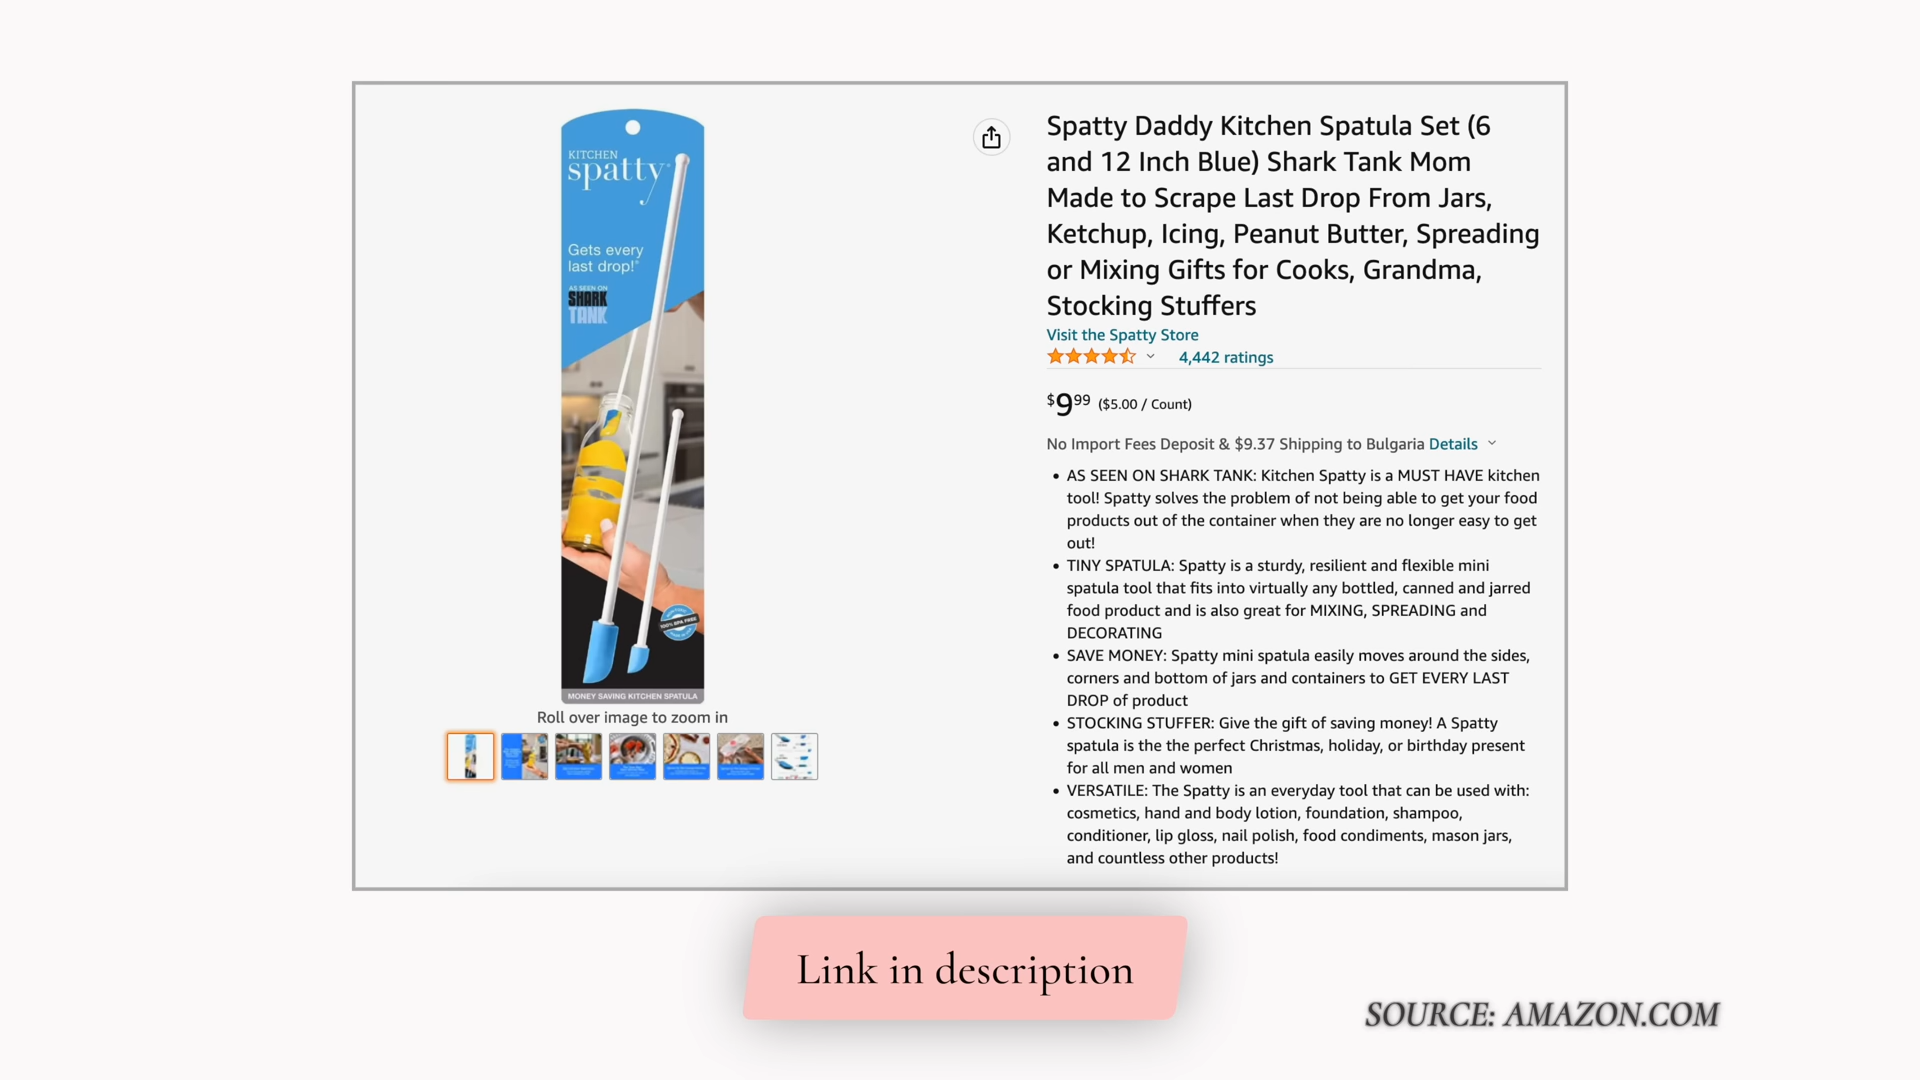 KITCHEN
spatty
Gets every
last drop!®
AS SEEN ON
SHARK
TANK
100% BPA FREE
MONEY SAVING KITCHEN SPATULA
Roll over image to zoom in
Spatty Daddy Kitchen Spatula Set (6
and 12 Inch Blue) Shark Tank Mom
Made to Scrape Last Drop From Jars,
Ketchup, Icing, Peanut Butter, Spreading
or Mixing Gifts for Cooks, Grandma,
Stocking Stuffers
Visit the Spatty Store
4,442 ratings
$9.99 ($5.00 / Count)
No Import Fees Deposit & $9.37 Shipping to Bulgaria Details
• AS SEEN ON SHARK TANK: Kitchen Spatty is a MUST HAVE kitchen
tool! Spatty solves the problem of not being able to get your food
products out of the container when they are no longer easy to get
out!
• TINY SPATULA: Spatty is a sturdy, resilient and flexible mini
spatula tool that fits into virtually any bottled, canned and jarred
food product and is also great for MIXING, SPREADING and
DECORATING
• SAVE MONEY: Spatty mini spatula easily moves around the sides,
corners and bottom of jars and containers to GET EVERY LAST
DROP of product
• STOCKING STUFFER: Give the gift of saving money! A Spatty
spatula is the the perfect Christmas, holiday, or birthday present
for all men and women
• VERSATILE: The Spatty is an everyday tool that can be used with:
cosmetics, hand and body lotion, foundation, shampoo,
conditioner, lip gloss, nail polish, food condiments, mason jars,
and countless other products!
Link in description
SOURCE: AMAZON.COM